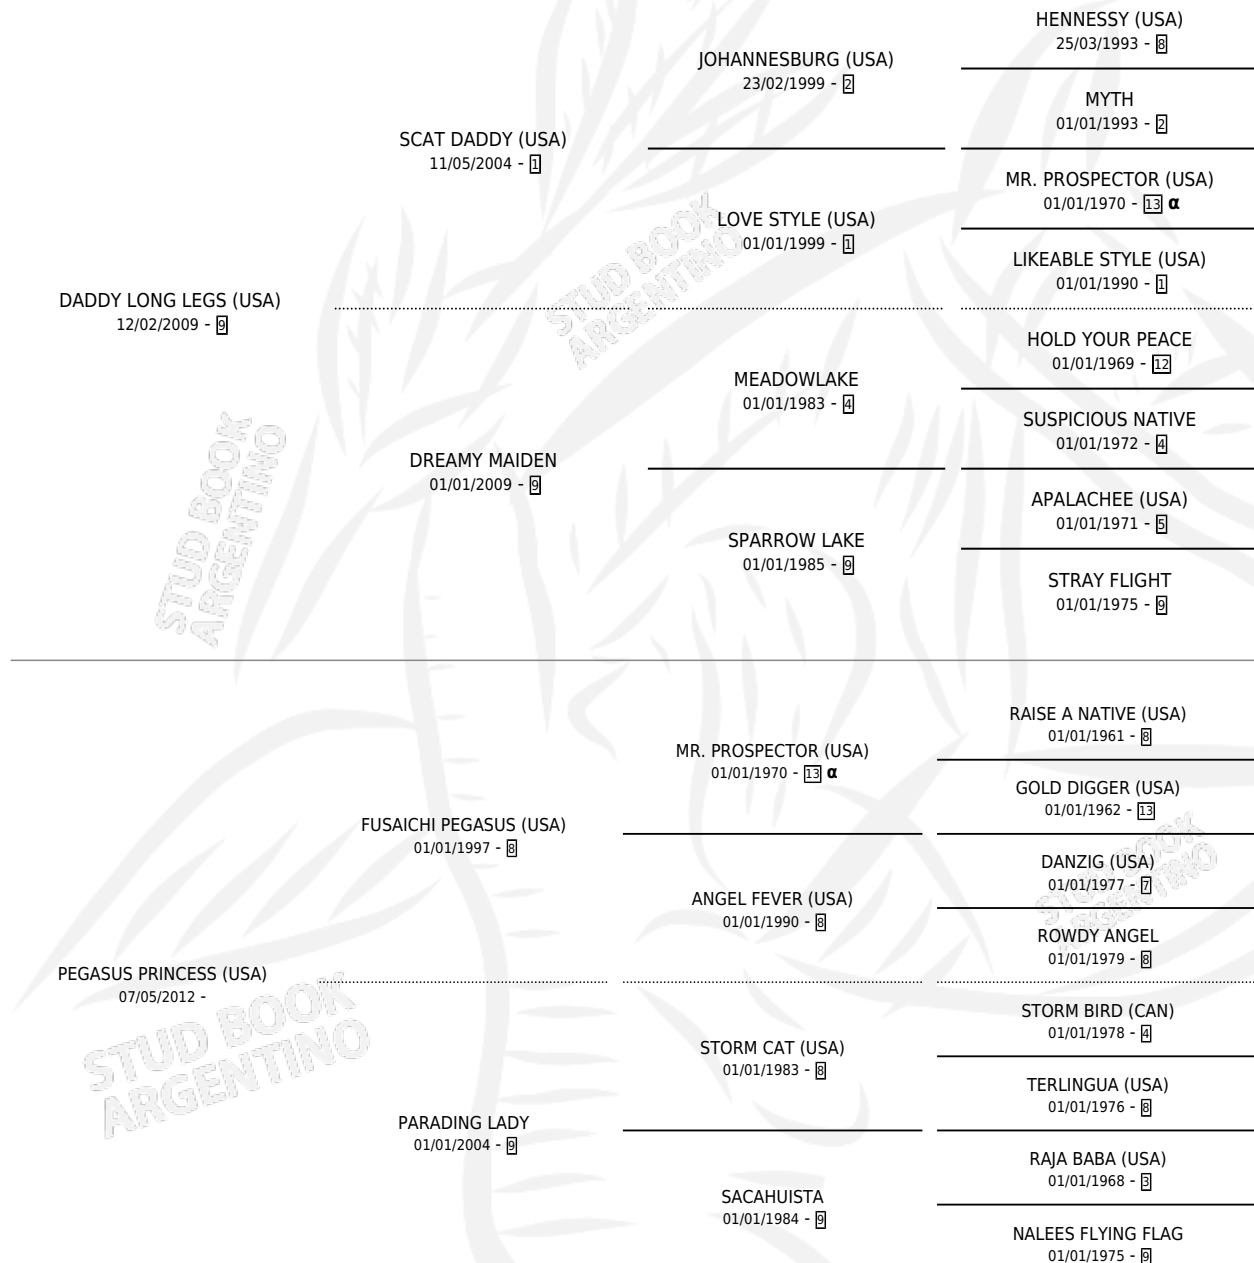 HENNESSY (USA)
25/03/1993 - 8
JOHANNESBURG (USA)
23/02/1999 - 2
MYTH
01/01/1993 - 2
SCAT DADDY (USA)
11/05/2004 - 1
MR. PROSPECTOR (USA)
01/01/1970 - 13 α
LOVE STYLE (USA)
01/01/1999 - 1
LIKEABLE STYLE (USA)
01/01/1990 - 1
DADDY LONG LEGS (USA)
12/02/2009 - 9
HOLD YOUR PEACE
01/01/1969 - 12
MEADOWLAKE
01/01/1983 - 4
SUSPICIOUS NATIVE
01/01/1972 - 4
DREAMY MAIDEN
01/01/2009 - 9
APALACHEE (USA)
01/01/1971 - 5
SPARROW LAKE
01/01/1985 - 9
STRAY FLIGHT
01/01/1975 - 9
STUD BOOK
ARGENTINO
STUD BOOK
ARGENTINO
RAISE A NATIVE (USA)
01/01/1961 - 8
MR. PROSPECTOR (USA)
01/01/1970 - 13 α
GOLD DIGGER (USA)
01/01/1962 - 13
FUSAICHI PEGASUS (USA)
01/01/1997 - 8
DANZIG (USA)
01/01/1977 - 7
ANGEL FEVER (USA)
01/01/1990 - 8
ROWDY ANGEL
01/01/1979 - 8
PEGASUS PRINCESS (USA)
07/05/2012 -
STORM BIRD (CAN)
01/01/1978 - 4
STORM CAT (USA)
01/01/1983 - 8
TERLINGUA (USA)
01/01/1976 - 8
PARADING LADY
01/01/2004 - 9
RAJA BABA (USA)
01/01/1968 - 3
SACAHUISTA
01/01/1984 - 9
NALEES FLYING FLAG
01/01/1975 - 9
STUD BOOK
ARGENTINO
STUD BOOK
ARGENTINO